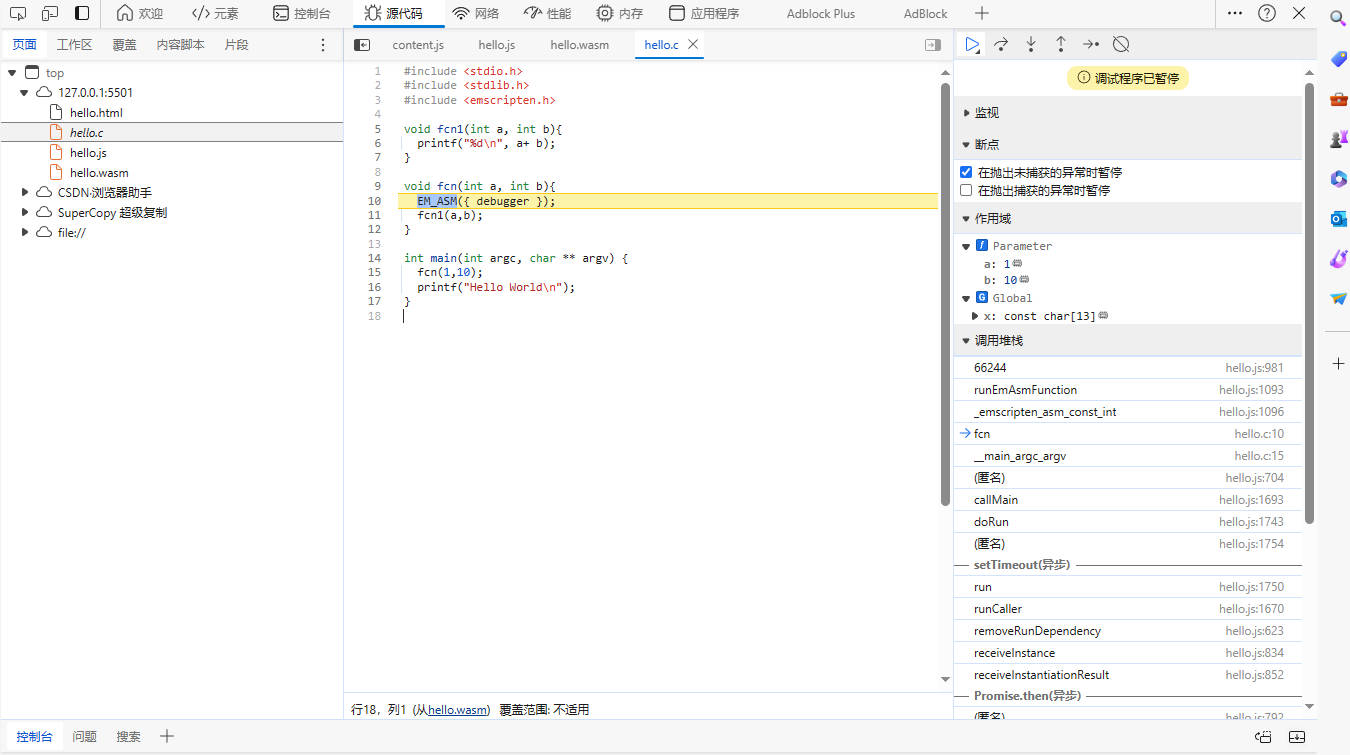 欢迎 元素 控制台 源代码 网络 性能 内存 应用程序 Adblock Plus AdBlock
页面 工作区 覆盖 内容脚本 片段
top
127.0.0.1:5501
hello.html
hello.c
hello.js
hello.wasm
CSDN·浏览器助手
SuperCopy 超级复制
file://
content.js hello.js hello.wasm hello.c
1 #include <stdio.h>
2 #include <stdlib.h>
3 #include <emscripten.h>
4
5 void fcn1(int a, int b){
6 printf("%d\n", a+ b);
7 }
8
9 void fcn(int a, int b){
10 EM_ASM({ debugger });
11 fcn1(a,b);
12 }
13
14 int main(int argc, char ** argv) {
15 fcn(1,10);
16 printf("Hello World\n");
17 }
18
行18，列1 (从hello.wasm) 覆盖范围: 不适用
调试程序已暂停
监视
断点
在抛出未捕获的异常时暂停
在抛出捕获的异常时暂停
作用域
Parameter
a: 1
b: 10
G Global
x: const char[13]
调用堆栈
66244 hello.js:981
runEmAsmFunction hello.js:1093
_emscripten_asm_const_int hello.js:1096
fcn hello.c:10
__main_argc_argv hello.c:15
(匿名) hello.js:704
callMain hello.js:1693
doRun hello.js:1743
(匿名) hello.js:1754
setTimeout(异步)
run hello.js:1750
runCaller hello.js:1670
removeRunDependency hello.js:623
receiveInstance hello.js:834
receiveInstantiationResult hello.js:852
Promise.then(异步)
(匿名) hello.js:792
控制台 问题 搜索